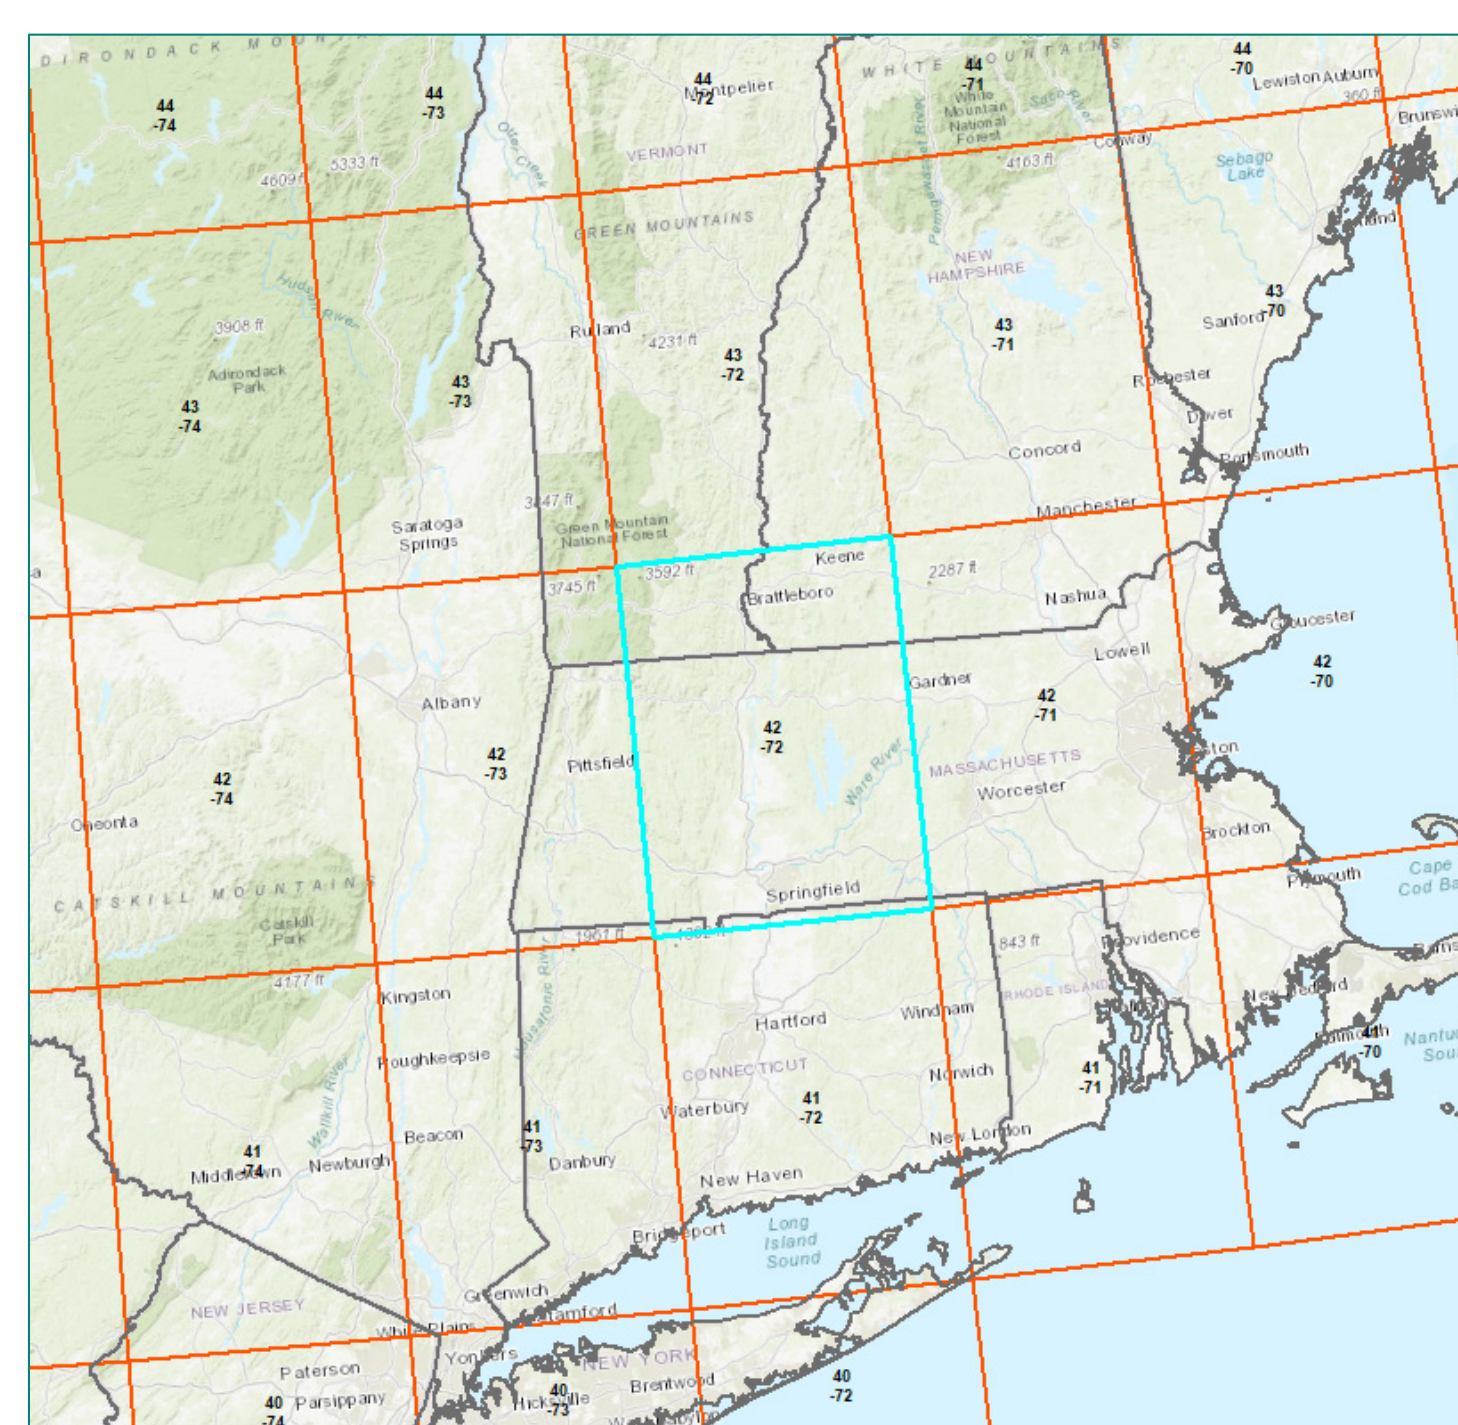 DIRONDACK MOUNTA
WHITE MOUNTAINS
44
-70
44
-71
44
-72
44
-73
44
-74
Lewiston
Auburn
360 ft
Montpelier
White
Mountain
National
Forest
Saco
River
Otter Creek
Pemigewasset River
Conway
VERMONT
4163 ft
5333 ft
4609 ft
Sebago
Lake
GREEN MOUNTAINS
NEW
HAMPSHIRE
Hudson River
3908 ft
43
-70
Sanford
43
-71
Rutland
4231 ft
43
-72
Adirondack
Park
43
-73
43
-74
Rochester
Dover
Concord
Portsmouth
Manchester
3847 ft
Saratoga
Springs
Green Mountain
National Forest
3745 ft
3592 ft
Keene
2287 ft
Brattleboro
Nashua
Gloucester
Lowell
42
-70
Gardner
Albany
42
-71
42
-72
42
-73
Pittsfield
42
-74
Ware River
MASSACHUSETTS
Worcester
Oneonta
Brockton
Springfield
Plymouth
Cape
Cod Ba
CATSKILL MOUNTAINS
Catskill
Park
1961 ft
843 ft
Providence
4177 ft
Kingston
Housatonic River
RHODE ISLAND
New Bedford
Windham
Hartford
Falmouth
41
-70
Poughkeepsie
CONNECTICUT
Norwich
41
-71
Wallkill River
Waterbury
41
-72
Beacon
41
-73
New London
41
-74
Middletown
Newburgh
Danbury
New Haven
Bridgeport
Long
Island
Sound
Greenwich
Stamford
NEW JERSEY
White Plains
Yonkers
NEW YORK
Paterson
Parsippany
40
-74
Hicksville
40
-73
Brentwood
40
-72